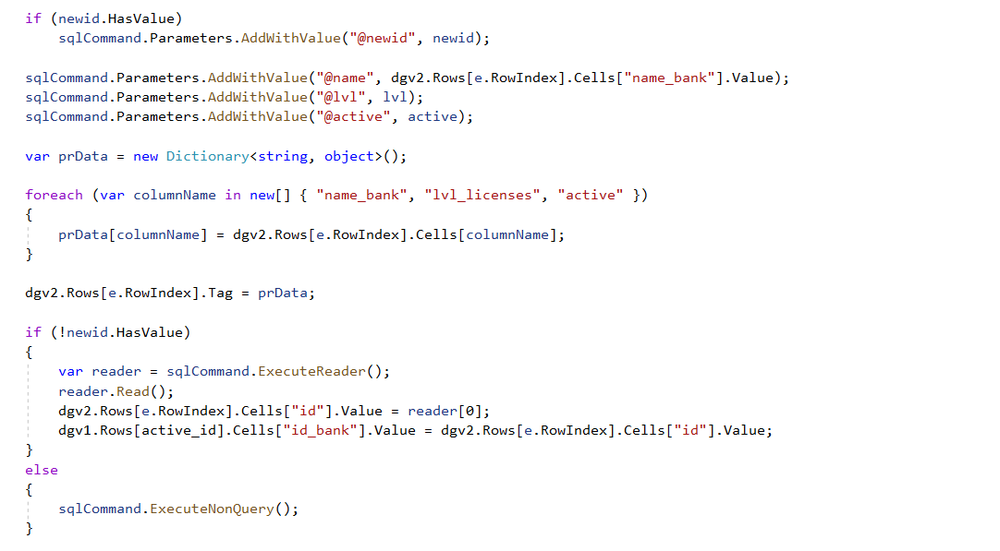 if (newid.HasValue)
    sqlCommand.Parameters.AddWithValue("@newid", newid);

sqlCommand.Parameters.AddWithValue("@name", dgv2.Rows[e.RowIndex].Cells["name_bank"].Value);
sqlCommand.Parameters.AddWithValue("@lvl", lvl);
sqlCommand.Parameters.AddWithValue("@active", active);

var prData = new Dictionary<string, object>();

foreach (var columnName in new[] { "name_bank", "lvl_licenses", "active" })
{
    prData[columnName] = dgv2.Rows[e.RowIndex].Cells[columnName];
}

dgv2.Rows[e.RowIndex].Tag = prData;

if (!newid.HasValue)
{
    var reader = sqlCommand.ExecuteReader();
    reader.Read();
    dgv2.Rows[e.RowIndex].Cells["id"].Value = reader[0];
    dgv1.Rows[active_id].Cells["id_bank"].Value = dgv2.Rows[e.RowIndex].Cells["id"].Value;
}
else
{
    sqlCommand.ExecuteNonQuery();
}